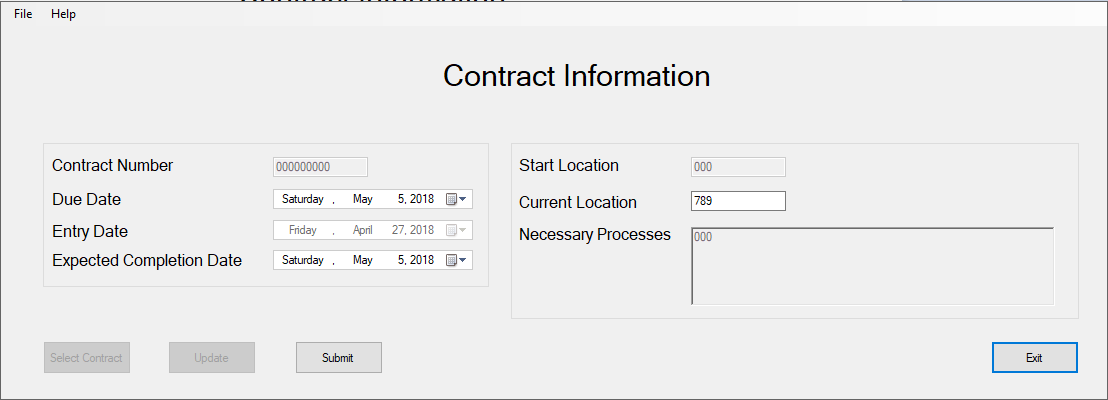 File Help
Contract Information
Contract Number 000000000
Due Date Saturday , May 5, 2018
Entry Date Friday , April 27, 2018
Expected Completion Date Saturday , May 5, 2018
Start Location 000
Current Location 789
Necessary Processes 000
Select Contract Update Submit Exit